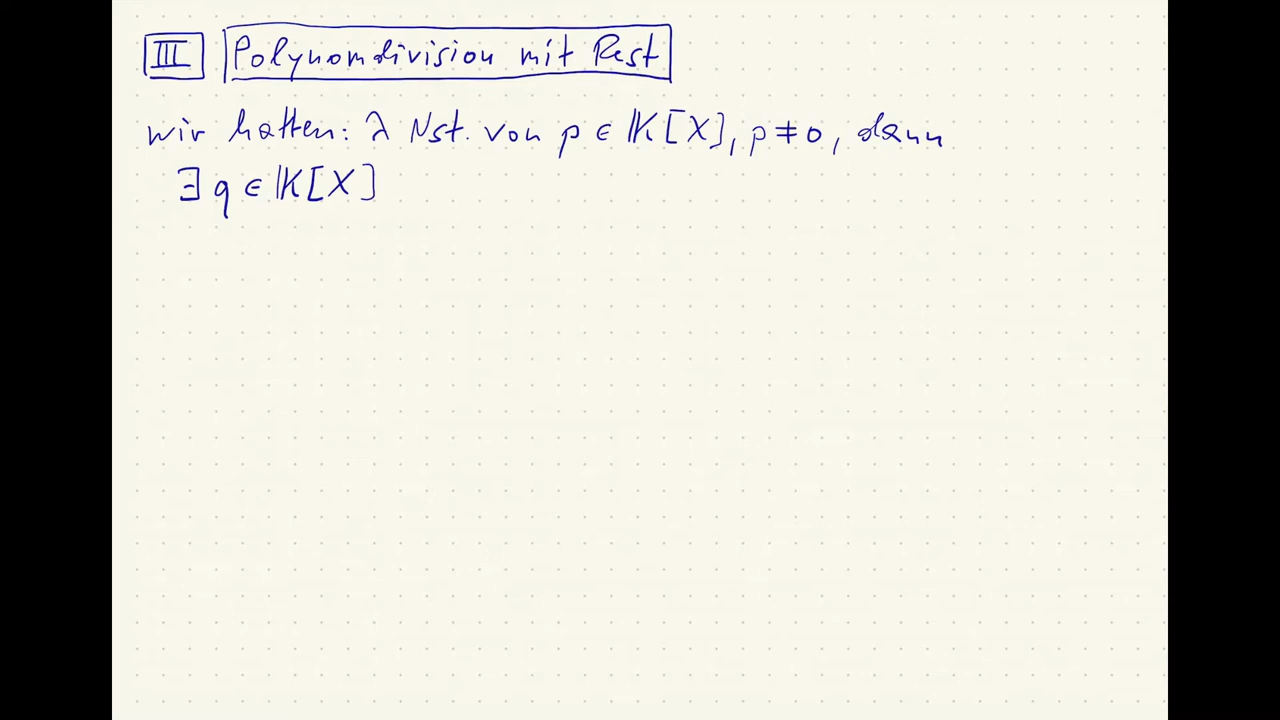 III Polynomdivision mit Rest
wir hatten: λ Nst. von p ∈ 𝕂[X], p ≠ 0, dann
∃ q ∈ 𝕂[X]